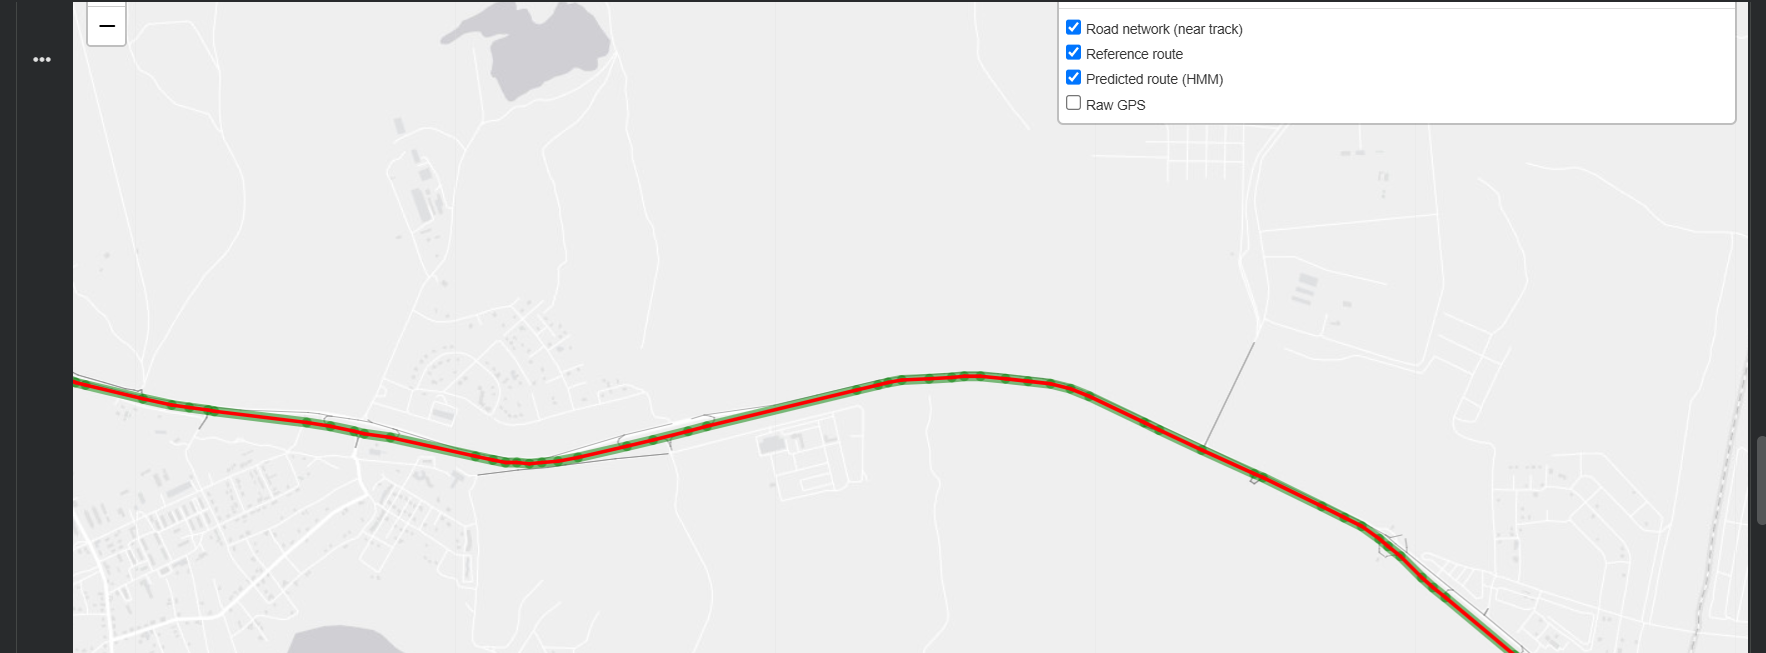 −
Road network (near track)
Reference route
Predicted route (HMM)
Raw GPS